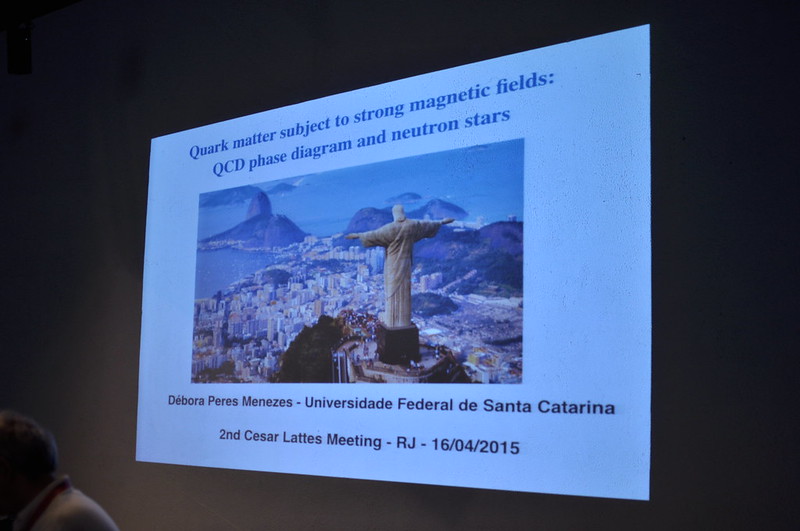 Quark matter subject to strong magnetic fields:
QCD phase diagram and neutron stars
Débora Peres Menezes - Universidade Federal de Santa Catarina
2nd Cesar Lattes Meeting - RJ - 16/04/2015